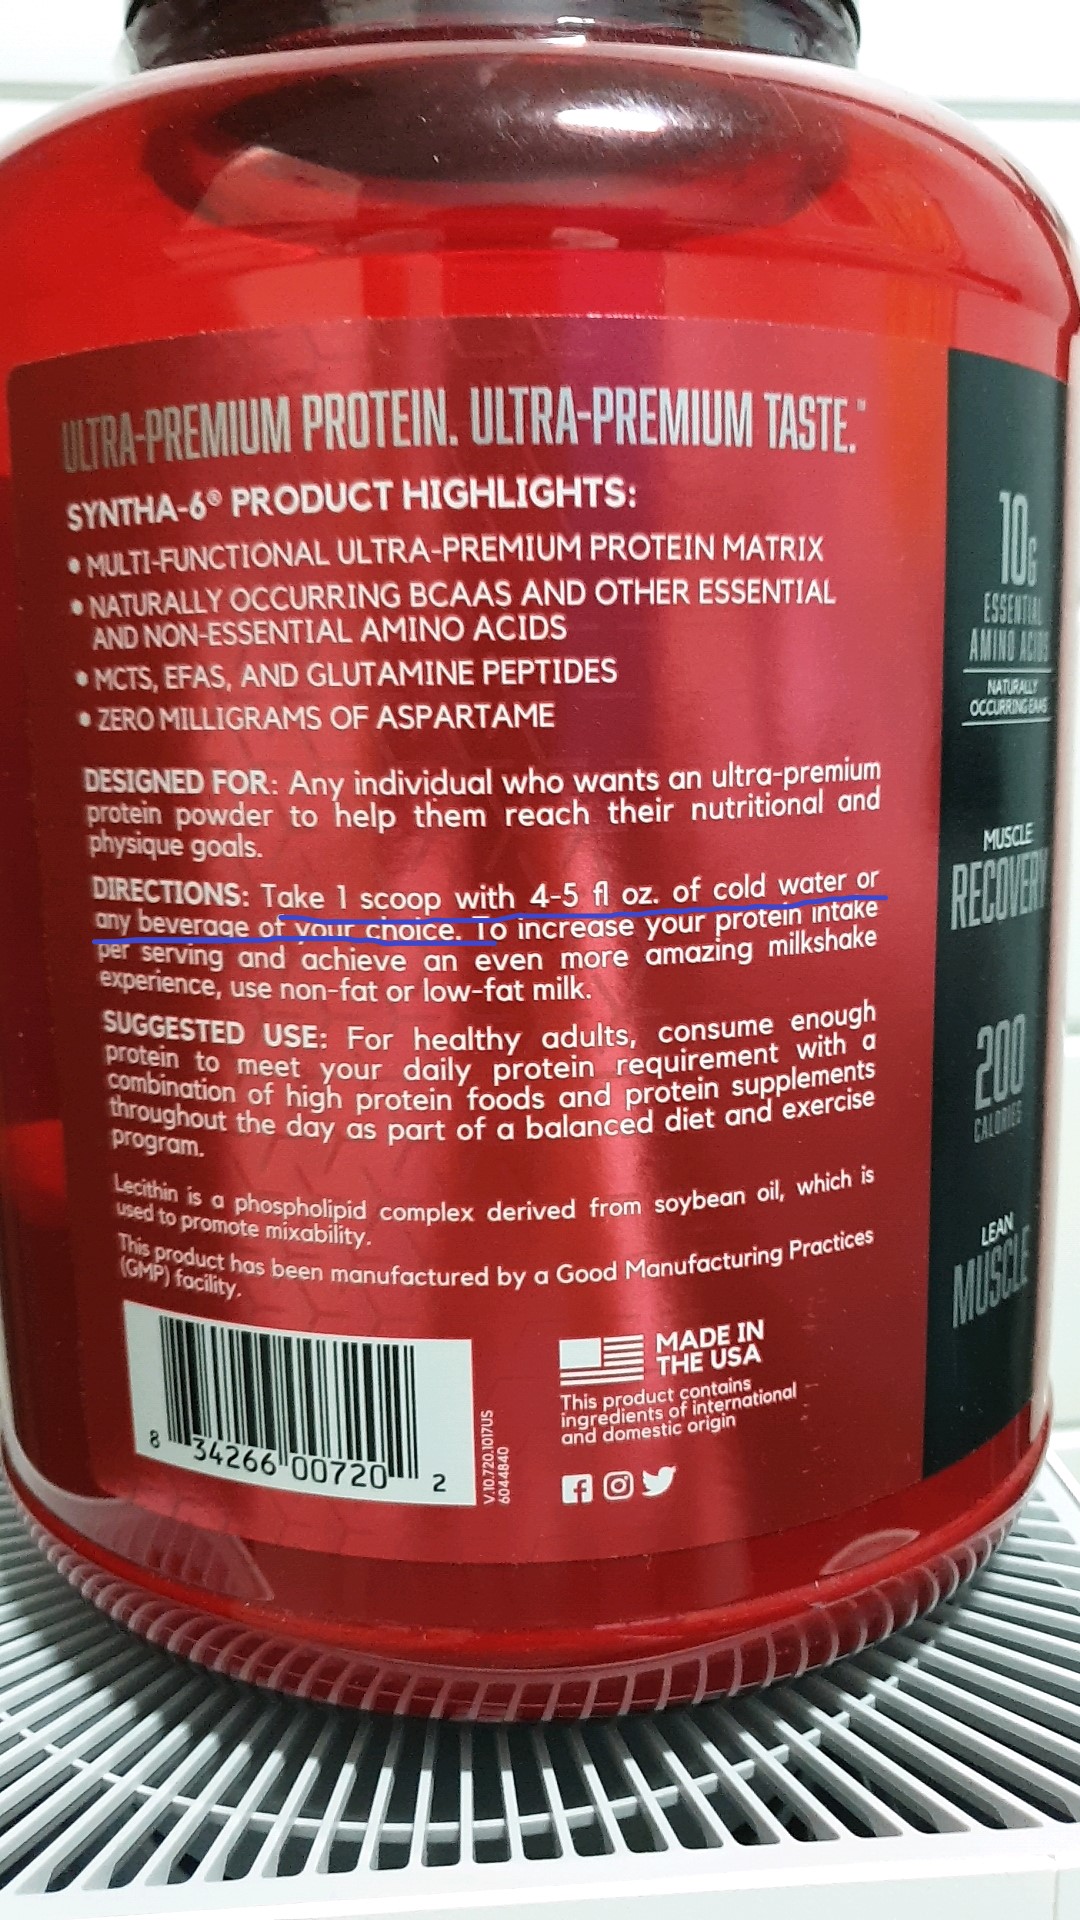 ULTRA-PREMIUM PROTEIN. ULTRA-PREMIUM TASTE.™
SYNTHA-6® PRODUCT HIGHLIGHTS:
• MULTI-FUNCTIONAL ULTRA-PREMIUM PROTEIN MATRIX
• NATURALLY OCCURRING BCAAS AND OTHER ESSENTIAL
AND NON-ESSENTIAL AMINO ACIDS
• MCTS, EFAS, AND GLUTAMINE PEPTIDES
• ZERO MILLIGRAMS OF ASPARTAME
DESIGNED FOR: Any individual who wants an ultra-premium
protein powder to help them reach their nutritional and
physique goals.
DIRECTIONS: Take 1 scoop with 4-5 fl oz. of cold water or
any beverage of your choice. To increase your protein intake
per serving and achieve an even more amazing milkshake
experience, use non-fat or low-fat milk.
SUGGESTED USE: For healthy adults, consume enough
protein to meet your daily protein requirement with a
combination of high protein foods and protein supplements
throughout the day as part of a balanced diet and exercise
program.
Lecithin is a phospholipid complex derived from soybean oil, which is
used to promote mixability.
This product has been manufactured by a Good Manufacturing Practices
(GMP) facility.
8 34266 00720 2
V.10.720.1017US
6044840
MADE IN
THE USA
This product contains
ingredients of international
and domestic origin
10G
ESSENTIAL
AMINO ACIDS
NATURALLY
OCCURRING EAAS
MUSCLE
RECOVERY
200
CALORIES
LEAN
MUSCLE